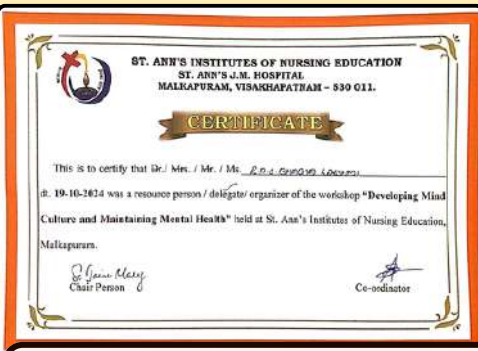 ST. ANN'S INSTITUTES OF NURSING EDUCATION
ST. ANN'S J.M. HOSPITAL
MALKAPURAM, VISAKHAPATNAM – 530 011.
CERTIFICATE
This is to certify that Dr./ Mrs. / Mr. / Ms.
dt. 19-10-2024 was a resource person / delegate/ organizer of the workshop "Developing Mind
Culture and Maintaining Mental Health" held at St. Ann's Institutes of Nursing Education,
Malkapuram.
Chair Person
Co-ordinator